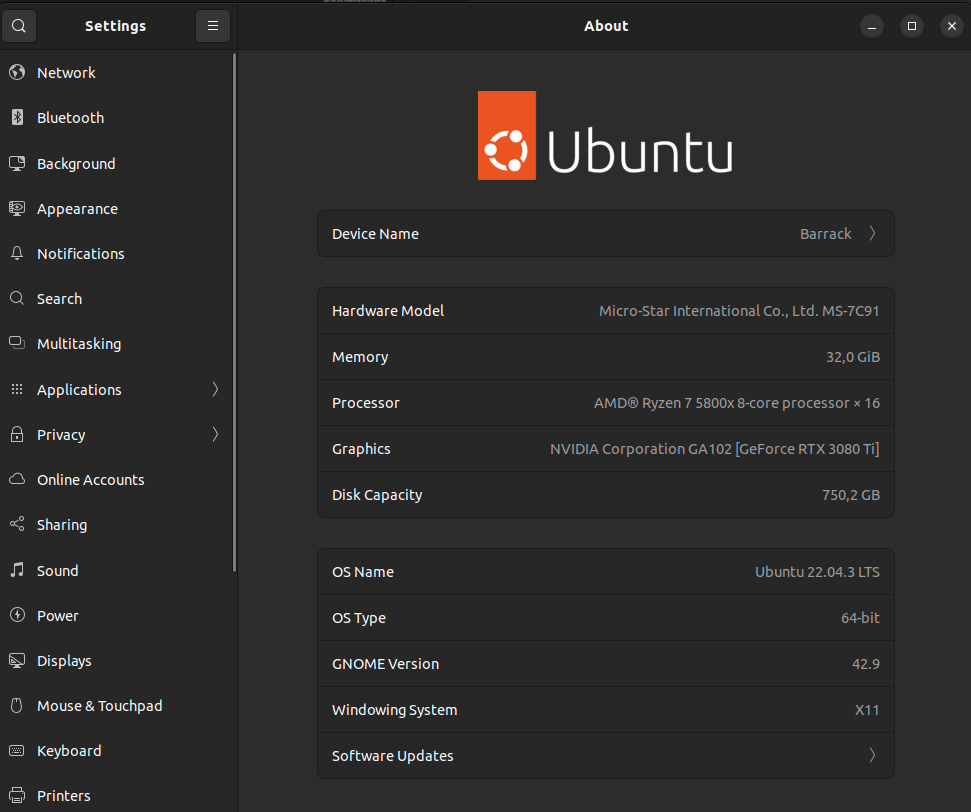 Settings
About
Network
Bluetooth
Background
Appearance
Notifications
Search
Multitasking
Applications
Privacy
Online Accounts
Sharing
Sound
Power
Displays
Mouse & Touchpad
Keyboard
Printers
Ubuntu
Device Name Barrack
Hardware Model Micro-Star International Co., Ltd. MS-7C91
Memory 32,0 GiB
Processor AMD® Ryzen 7 5800x 8-core processor × 16
Graphics NVIDIA Corporation GA102 [GeForce RTX 3080 Ti]
Disk Capacity 750,2 GB
OS Name Ubuntu 22.04.3 LTS
OS Type 64-bit
GNOME Version 42.9
Windowing System X11
Software Updates